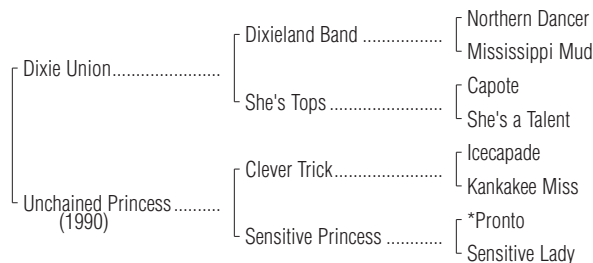 Northern Dancer
Dixieland Band ..................
Mississippi Mud
Dixie Union........................
Capote
She's Tops .........................
She's a Talent
Icecapade
Clever Trick........................
Kankakee Miss
Unchained Princess ..........
(1990)
*Pronto
Sensitive Princess ............
Sensitive Lady